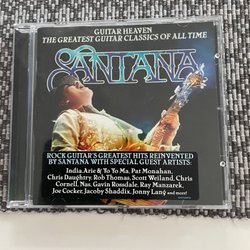 GUITAR HEAVEN
THE GREATEST GUITAR CLASSICS OF ALL TIME
SANTANA
ROCK GUITAR'S GREATEST HITS REINVENTED
BY SANTANA WITH SPECIAL GUEST ARTISTS:
India.Arie & Yo Yo Ma, Pat Monahan,
Chris Daughtry, Rob Thomas, Scott Weiland, Chris
Cornell, Nas, Gavin Rossdale, Ray Manzarek,
Joe Cocker, Jacoby Shaddix, Jonny Lang and more!